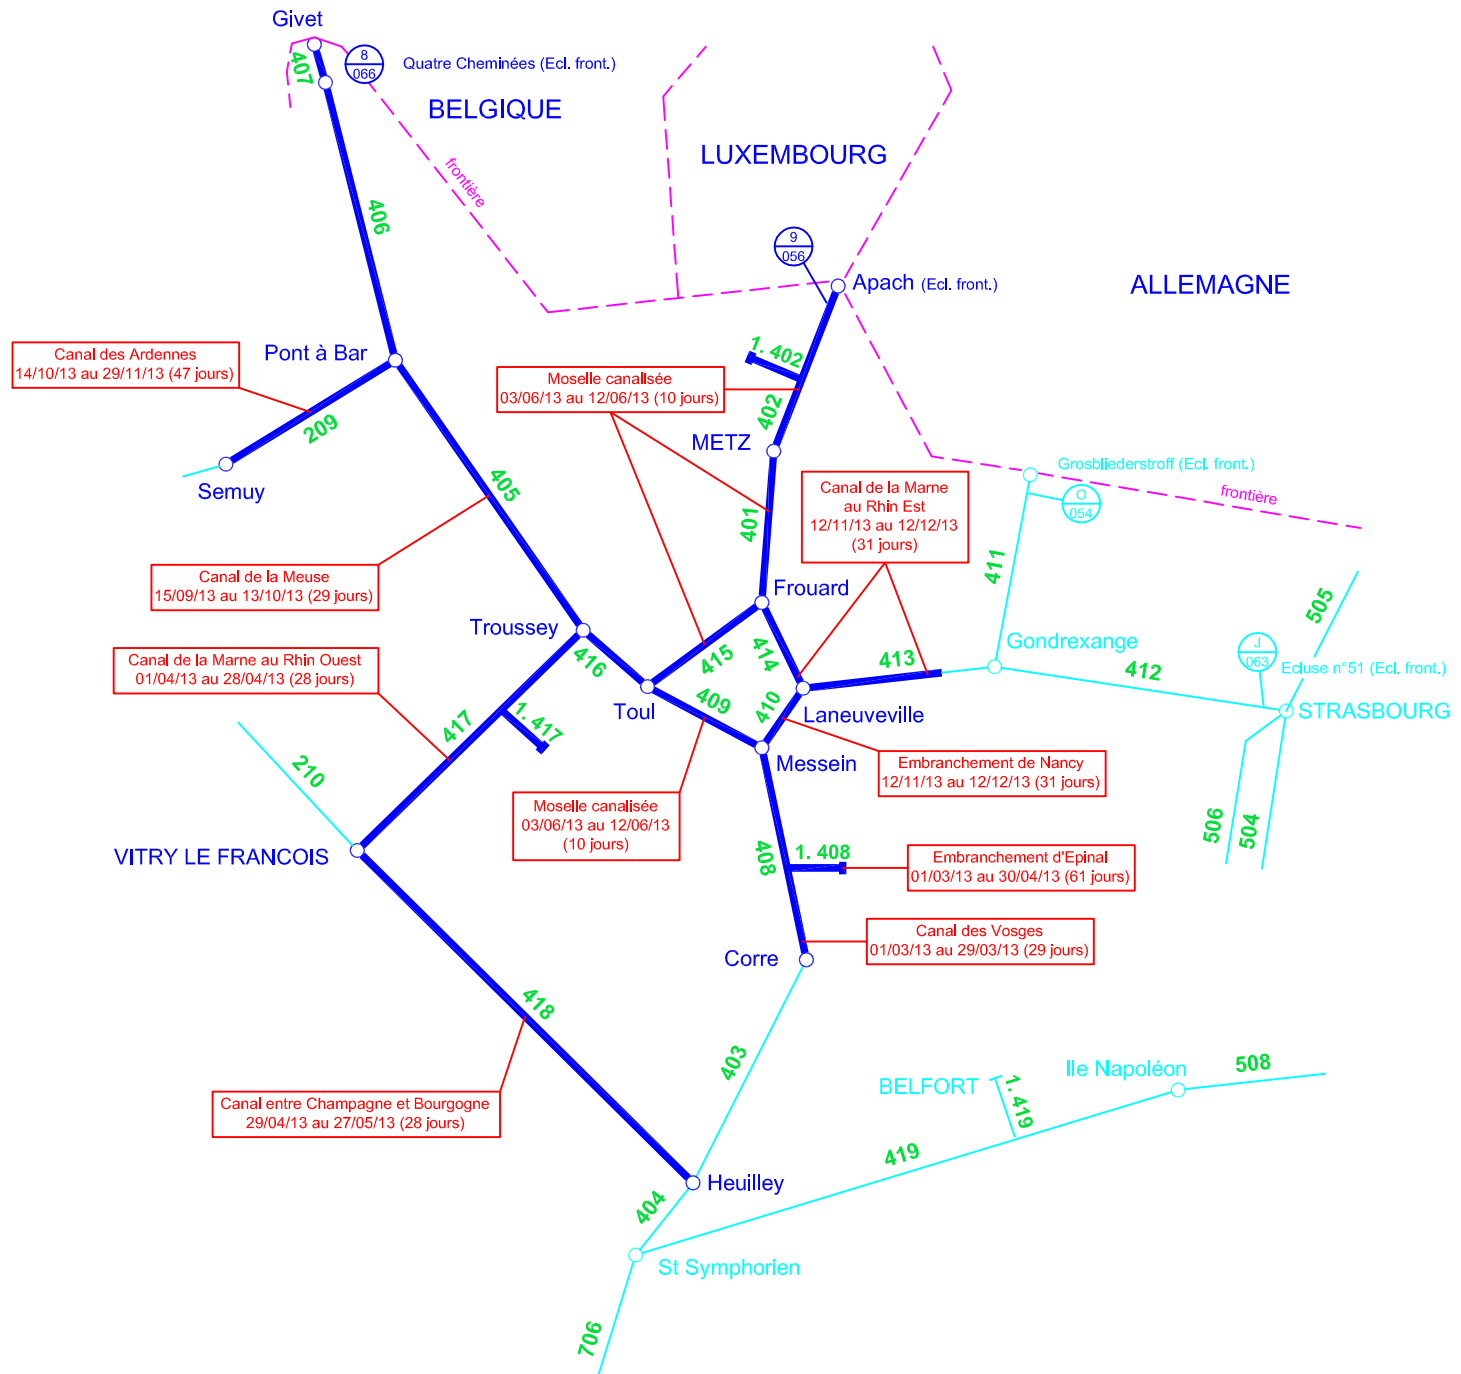 Givet
407
8
066
Quatre Cheminées (Ecl. front.)
BELGIQUE
LUXEMBOURG
frontière
406
9
056
Apach (Ecl. front.)
ALLEMAGNE
Pont à Bar
Canal des Ardennes
14/10/13 au 29/11/13 (47 jours)
1. 402
Moselle canalisée
03/06/13 au 12/06/13 (10 jours)
402
209
METZ
Semuy
405
Grosbliederstroff (Ecl. front.)
frontière
O
054
Canal de la Marne
au Rhin Est
12/11/13 au 12/12/13
(31 jours)
401
411
Canal de la Meuse
15/09/13 au 13/10/13 (29 jours)
Frouard
505
Troussey
416
415
414
413
Gondrexange
412
J
063
Ecluse n°51 (Ecl. front.)
Canal de la Marne au Rhin Ouest
01/04/13 au 28/04/13 (28 jours)
Toul
409
410
Laneuveville
STRASBOURG
417
1. 417
Messein
210
Embranchement de Nancy
12/11/13 au 12/12/13 (31 jours)
Moselle canalisée
03/06/13 au 12/06/13
(10 jours)
506
504
VITRY LE FRANCOIS
408
1. 408
Embranchement d'Epinal
01/03/13 au 30/04/13 (61 jours)
Canal des Vosges
01/03/13 au 29/03/13 (29 jours)
Corre
418
403
Ile Napoléon
508
BELFORT
1. 419
Canal entre Champagne et Bourgogne
29/04/13 au 27/05/13 (28 jours)
419
Heuilley
404
St Symphorien
706